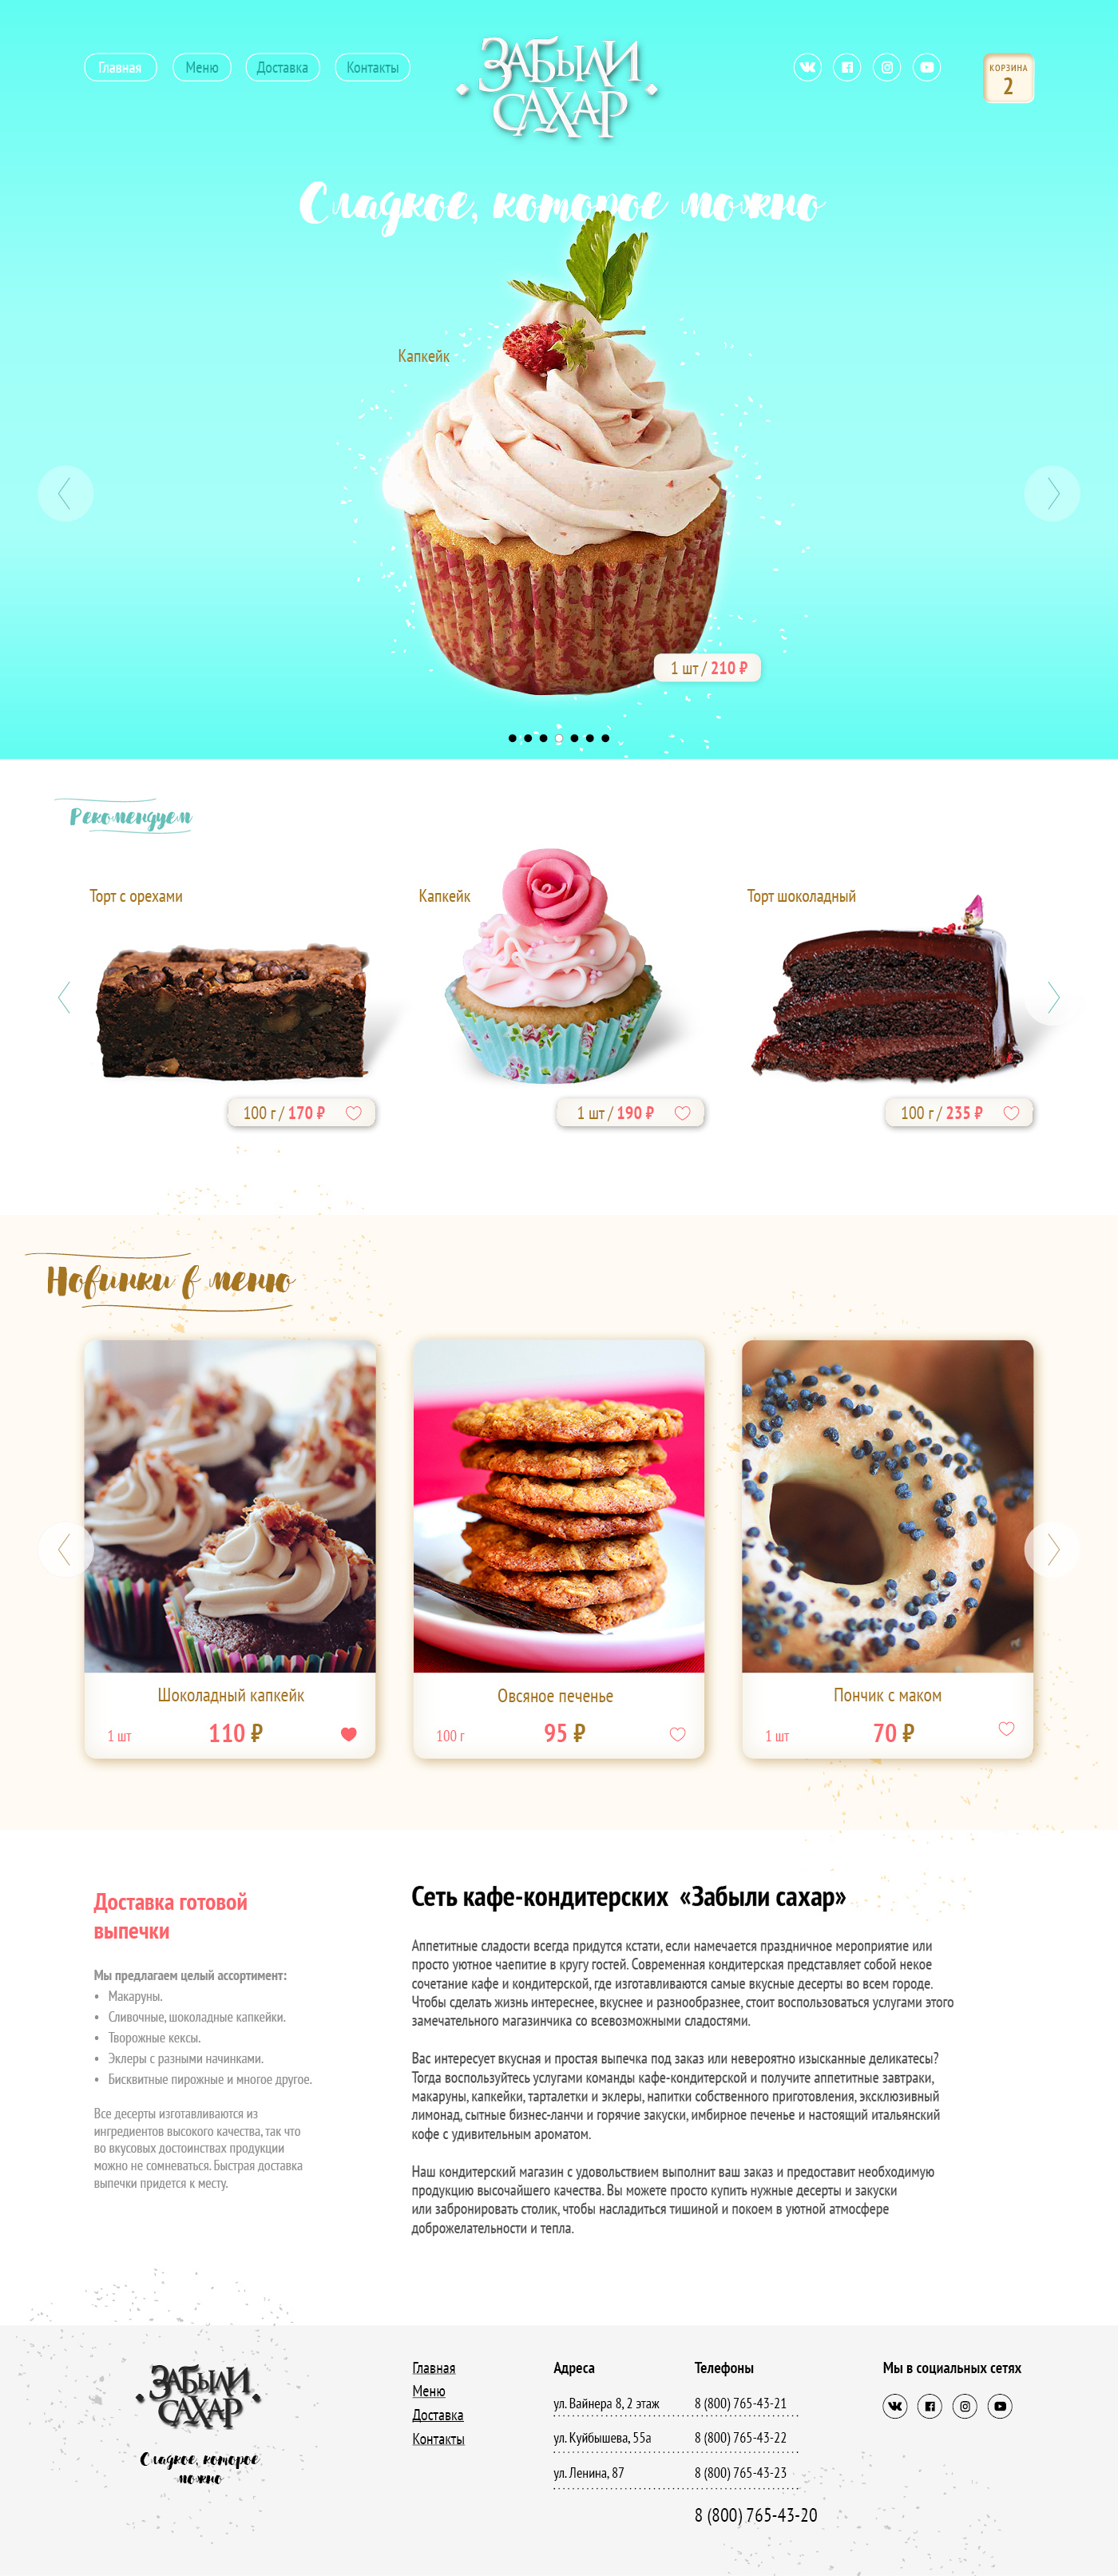 Главная
Меню
Доставка
Контакты
ЗАБЫЛИ
САХАР
КОРЗИНА
2
Сладкое, которое можно
Капкейк
1 шт / 210 ₽
Рекомендуем
Торт с орехами
Капкейк
Торт шоколадный
100 г / 170 ₽
1 шт / 190 ₽
100 г / 235 ₽
Новинки в меню
Шоколадный капкейк
1 шт 110 ₽
Овсяное печенье
100 г 95 ₽
Пончик с маком
1 шт 70 ₽
Доставка готовой
выпечки
Мы предлагаем целый ассортимент:
• Макаруны.
• Сливочные, шоколадные капкейки.
• Творожные кексы.
• Эклеры с разными начинками.
• Бисквитные пирожные и многое другое.
Все десерты изготавливаются из
ингредиентов высокого качества, так что
во вкусовых достоинствах продукции
можно не сомневаться. Быстрая доставка
выпечки придется к месту.
Сеть кафе-кондитерских «Забыли сахар»
Аппетитные сладости всегда придутся кстати, если намечается праздничное мероприятие или
просто уютное чаепитие в кругу гостей. Современная кондитерская представляет собой некое
сочетание кафе и кондитерской, где изготавливаются самые вкусные десерты во всем городе.
Чтобы сделать жизнь интереснее, вкуснее и разнообразнее, стоит воспользоваться услугами этого
замечательного магазинчика со всевозможными сладостями.
Вас интересует вкусная и простая выпечка под заказ или невероятно изысканные деликатесы?
Тогда воспользуйтесь услугами команды кафе-кондитерской и получите аппетитные завтраки,
макаруны, капкейки, тарталетки и эклеры, напитки собственного приготовления, эксклюзивный
лимонад, сытные бизнес-ланчи и горячие закуски, имбирное печенье и настоящий итальянский
кофе с удивительным ароматом.
Наш кондитерский магазин с удовольствием выполнит ваш заказ и предоставит необходимую
продукцию высочайшего качества. Вы можете просто купить нужные десерты и закуски
или забронировать столик, чтобы насладиться тишиной и покоем в уютной атмосфере
доброжелательности и тепла.
ЗАБЫЛИ
САХАР
Сладкое, которое
можно
Главная
Меню
Доставка
Контакты
Адреса
ул. Вайнера 8, 2 этаж
ул. Куйбышева, 55а
ул. Ленина, 87
Телефоны
8 (800) 765-43-21
8 (800) 765-43-22
8 (800) 765-43-23
8 (800) 765-43-20
Мы в социальных сетях